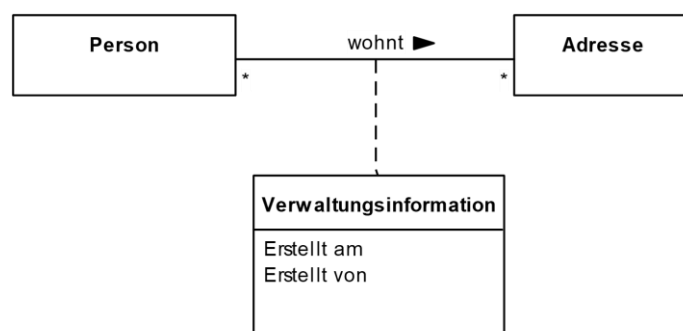 wohnt ►
Person
Adresse
*
*
Verwaltungsinformation
Erstellt am
Erstellt von